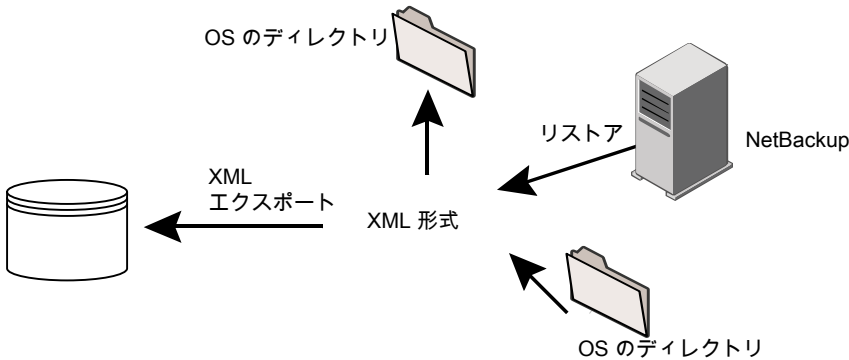 OS のディレクトリ
リストア
NetBackup
XML
エクスポート
XML 形式
OS のディレクトリ